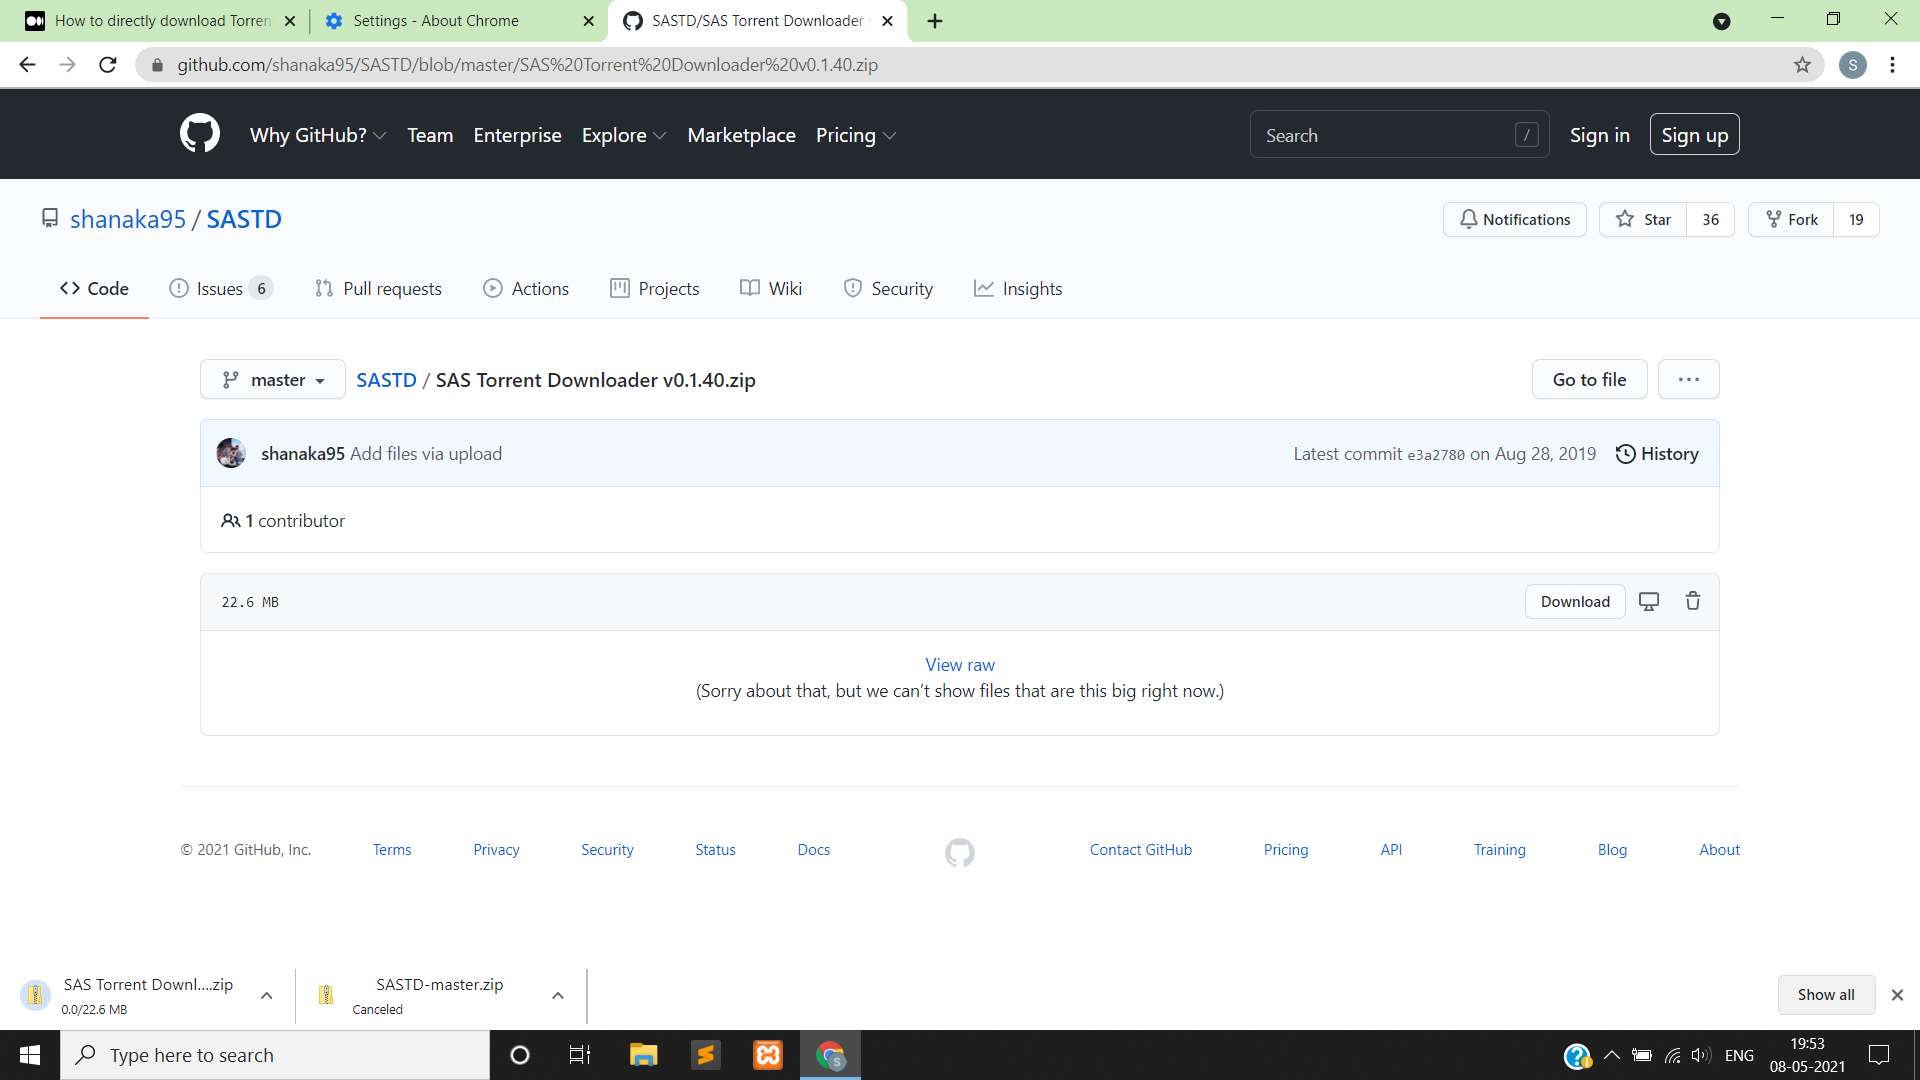 How to directly download Torren
Settings - About Chrome
SASTD/SAS Torrent Downloader
github.com/shanaka95/SASTD/blob/master/SAS%20Torrent%20Downloader%20v0.1.40.zip
S
Why GitHub? Team Enterprise Explore Marketplace Pricing
Search /
Sign in Sign up
shanaka95 / SASTD
Notifications Star 36 Fork 19
Code Issues 6 Pull requests Actions Projects Wiki Security Insights
master SASTD / SAS Torrent Downloader v0.1.40.zip
Go to file ...
shanaka95 Add files via upload
Latest commit e3a2780 on Aug 28, 2019 History
1 contributor
22.6 MB
Download
View raw
(Sorry about that, but we can't show files that are this big right now.)
© 2021 GitHub, Inc. Terms Privacy Security Status Docs Contact GitHub Pricing API Training Blog About
SAS Torrent Downl....zip
0.0/22.6 MB
SASTD-master.zip
Canceled
Show all
Type here to search
S
ENG
19:53
08-05-2021